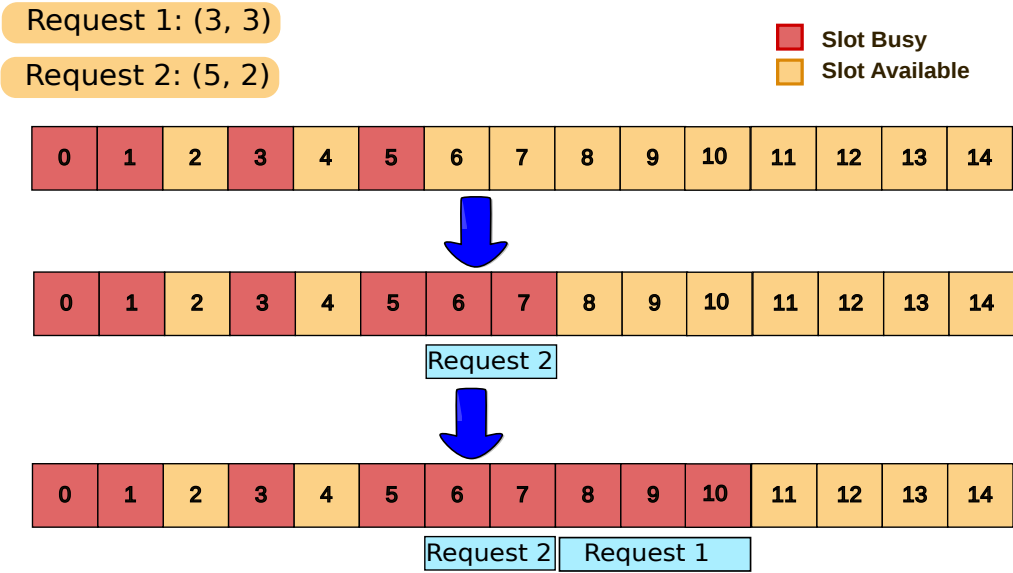 Request 1: (3, 3)
Request 2: (5, 2)
Slot Busy
Slot Available
0 1 2 3 4 5 6 7 8 9 10 11 12 13 14
0 1 2 3 4 5 6 7 8 9 10 11 12 13 14
Request 2
0 1 2 3 4 5 6 7 8 9 10 11 12 13 14
Request 2 Request 1